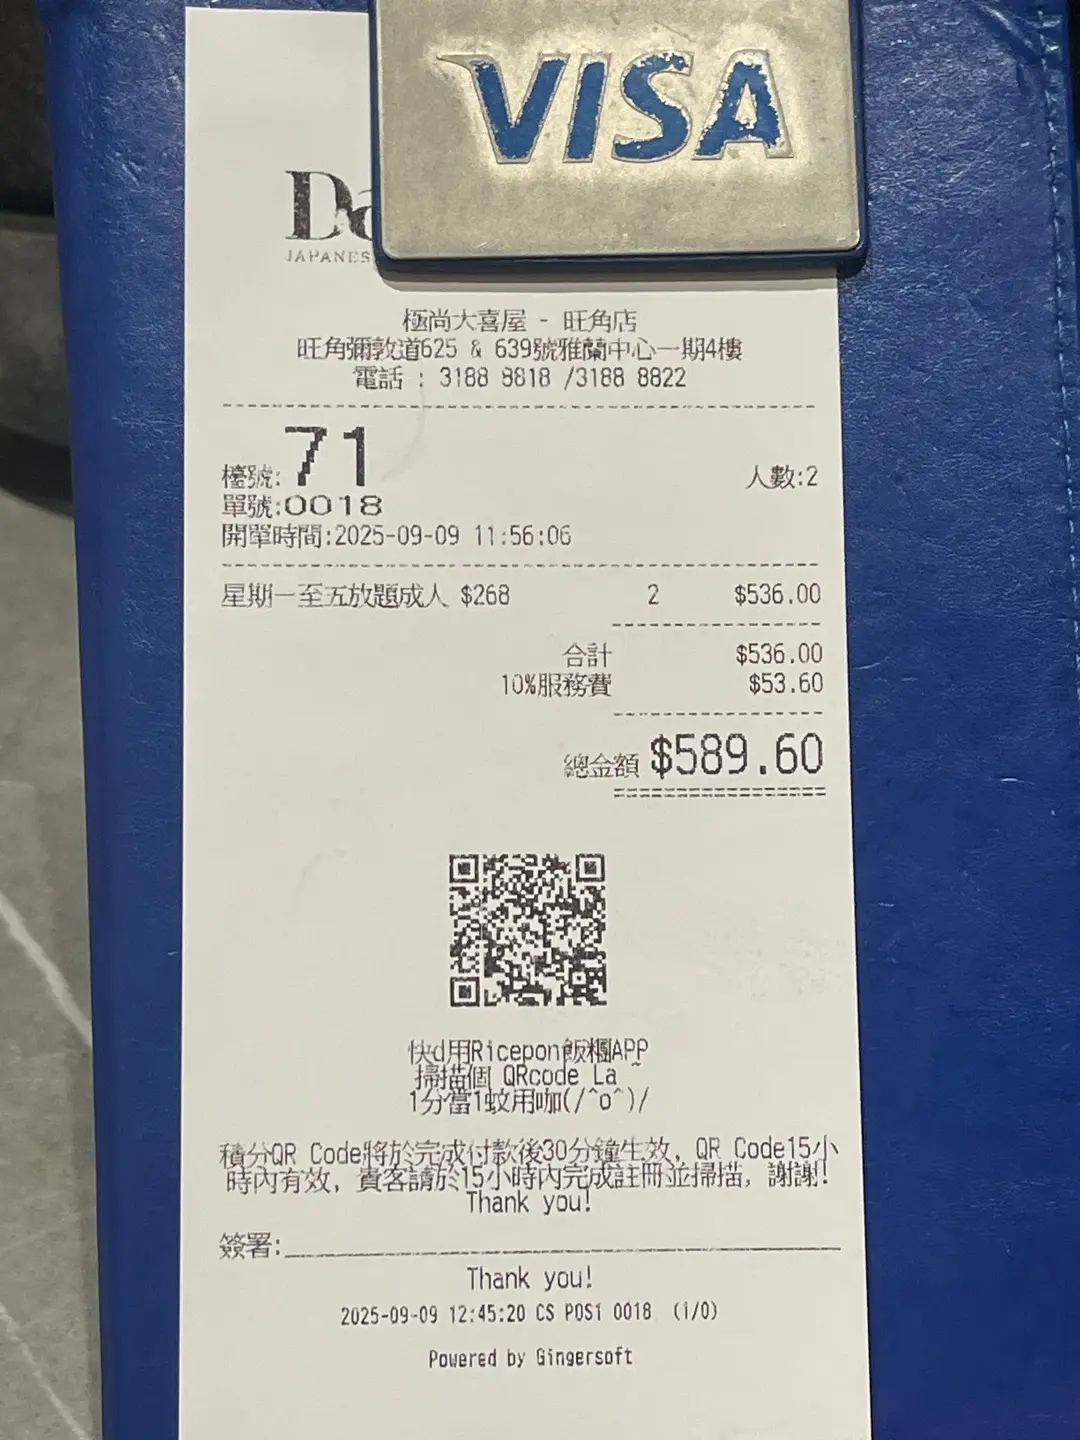 VISA
JAPANES
極尚大喜屋 - 旺角店
旺角彌敦道625 & 639號雅蘭中心一期4樓
電話 : 3188 9818 /3188 8822
檯號: 71 人數:2
單號:0018
開單時間:2025-09-09 11:56:06
星期一至五放題成人 $268 2 $536.00
合計 $536.00
10%服務費 $53.60
總金額 $589.60
快d用Ricepon飯糰APP
掃描個 QRcode La ~
1分當1蚊用咖(/^o^)/
積分QR Code將於完成付款後30分鐘生效, QR Code15小
時內有效, 貴客請於15小時內完成註冊並掃描, 謝謝!
Thank you!
簽署:
Thank you!
2025-09-09 12:45:20 CS POS1 0018 (1/0)
Powered by Gingersoft